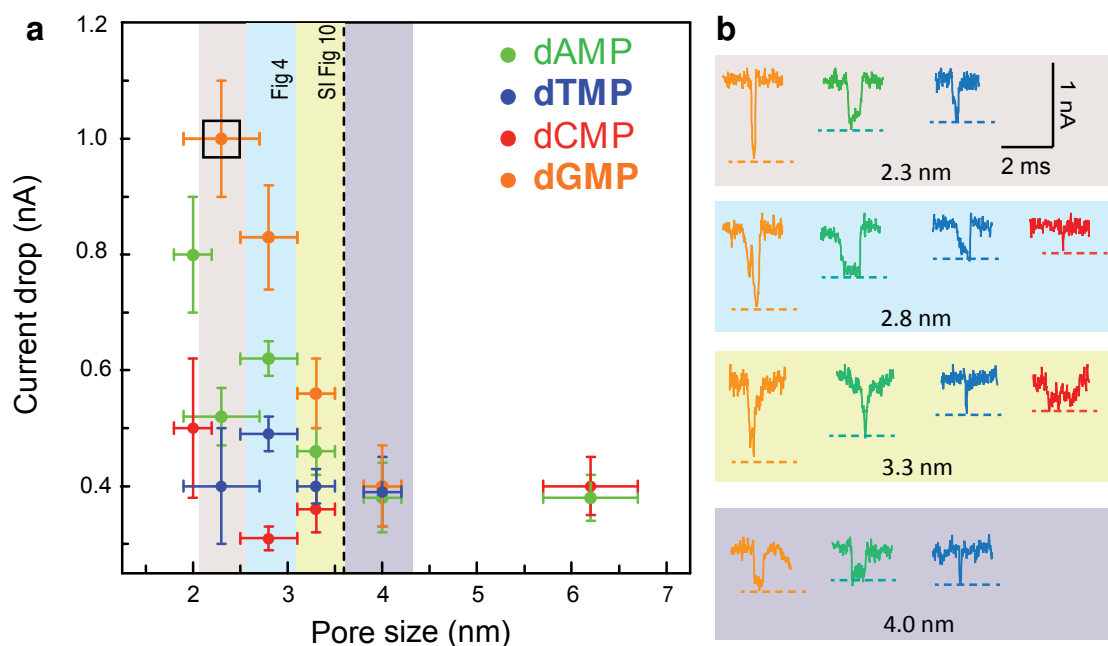 a
1.2
1.0
0.8
0.6
0.4
Current drop (nA)
2
3
4
5
6
7
Pore size (nm)
Fig 4
SI Fig 10
dAMP
dTMP
dCMP
dGMP
b
1 nA
2 ms
2.3 nm
2.8 nm
3.3 nm
4.0 nm